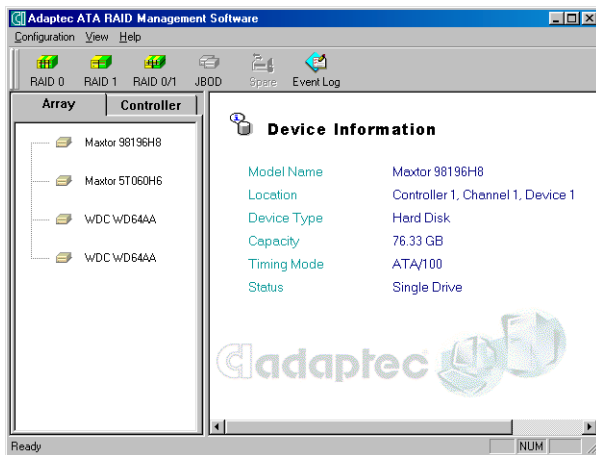 Adaptec ATA RAID Management Software
Configuration View Help
RAID 0 RAID 1 RAID 0/1 JBOD Spare Event Log
Array Controller
Maxtor 98196H8
Maxtor 5T060H6
WDC WD64AA
WDC WD64AA
Device Information
Model Name Maxtor 98196H8
Location Controller 1, Channel 1, Device 1
Device Type Hard Disk
Capacity 76.33 GB
Timing Mode ATA/100
Status Single Drive
adaptec
Ready NUM